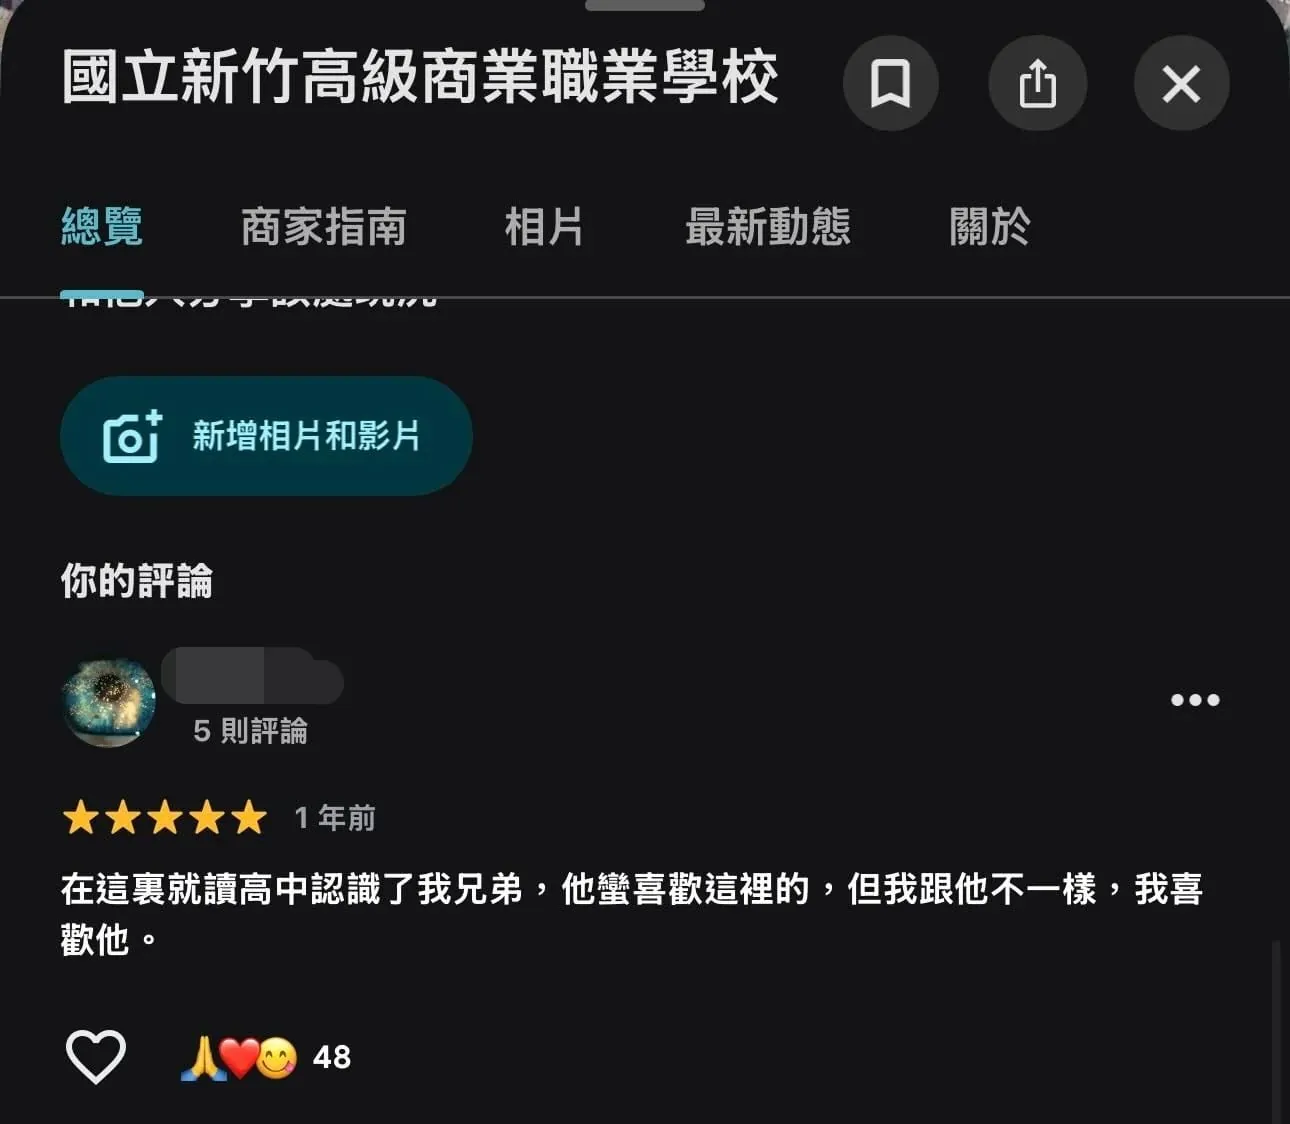 國立新竹高級商業職業學校
總覽 商家指南 相片 最新動態 關於
新增相片和影片
你的評論
5 則評論
1 年前
在這裏就讀高中認識了我兄弟，他蠻喜歡這裡的，但我跟他不一樣，我喜
歡他。
48